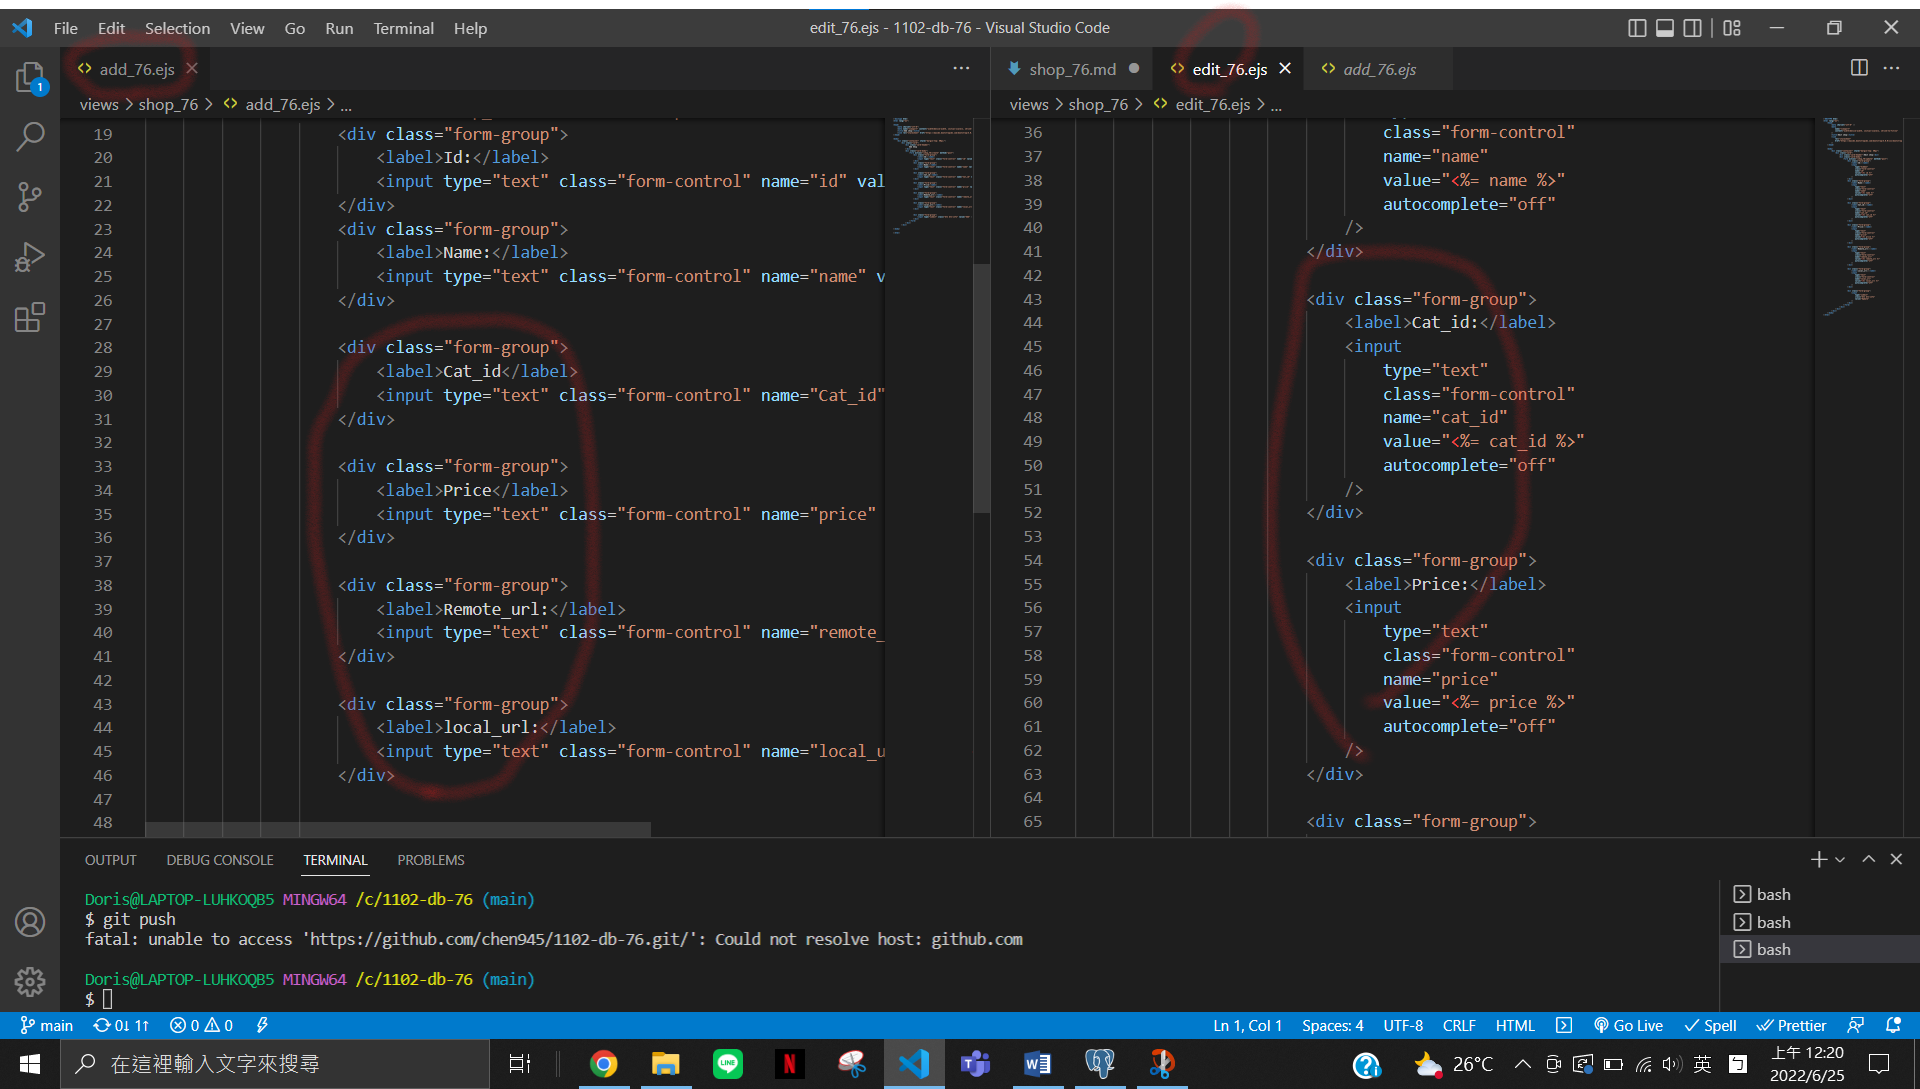 File Edit Selection View Go Run Terminal Help
edit_76.ejs - 1102-db-76 - Visual Studio Code
add_76.ejs
views > shop_76 > add_76.ejs > ...
19 <div class="form-group">
20 <label>Id:</label>
21 <input type="text" class="form-control" name="id" val
22 </div>
23 <div class="form-group">
24 <label>Name:</label>
25 <input type="text" class="form-control" name="name" v
26 </div>
27
28 <div class="form-group">
29 <label>Cat_id</label>
30 <input type="text" class="form-control" name="Cat_id"
31 </div>
32
33 <div class="form-group">
34 <label>Price</label>
35 <input type="text" class="form-control" name="price"
36 </div>
37
38 <div class="form-group">
39 <label>Remote_url:</label>
40 <input type="text" class="form-control" name="remote_
41 </div>
42
43 <div class="form-group">
44 <label>local_url:</label>
45 <input type="text" class="form-control" name="local_u
46 </div>
47
48
shop_76.md edit_76.ejs add_76.ejs
views > shop_76 > edit_76.ejs > ...
36 class="form-control"
37 name="name"
38 value="<%= name %>"
39 autocomplete="off"
40 />
41 </div>
42
43 <div class="form-group">
44 <label>Cat_id:</label>
45 <input
46 type="text"
47 class="form-control"
48 name="cat_id"
49 value="<%= cat_id %>"
50 autocomplete="off"
51 />
52 </div>
53
54 <div class="form-group">
55 <label>Price:</label>
56 <input
57 type="text"
58 class="form-control"
59 name="price"
60 value="<%= price %>"
61 autocomplete="off"
62 />
63 </div>
64
65 <div class="form-group">
OUTPUT DEBUG CONSOLE TERMINAL PROBLEMS
Doris@LAPTOP-LUHKOQB5 MINGW64 /c/1102-db-76 (main)
$ git push
fatal: unable to access 'https://github.com/chen945/1102-db-76.git/': Could not resolve host: github.com
Doris@LAPTOP-LUHKOQB5 MINGW64 /c/1102-db-76 (main)
$
bash
bash
bash
1
main 0↓ 1↑ 0 0
Ln 1, Col 1 Spaces: 4 UTF-8 CRLF HTML Go Live Spell Prettier
在這裡輸入文字來搜尋
LINE
26°C
英
上午 12:20
2022/6/25